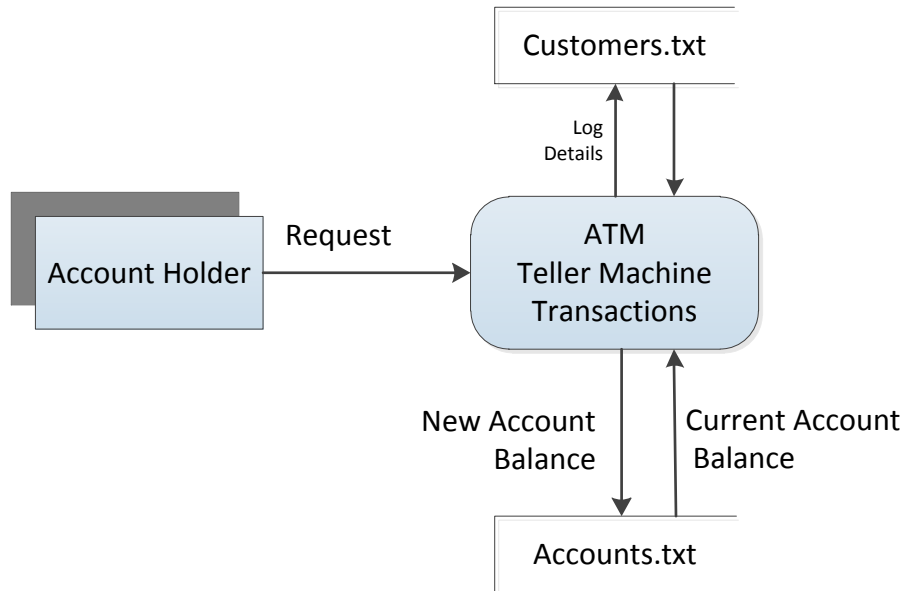 Customers.txt
Log
Details
Account Holder
Request
ATM
Teller Machine
Transactions
New Account
Balance
Current Account
Balance
Accounts.txt